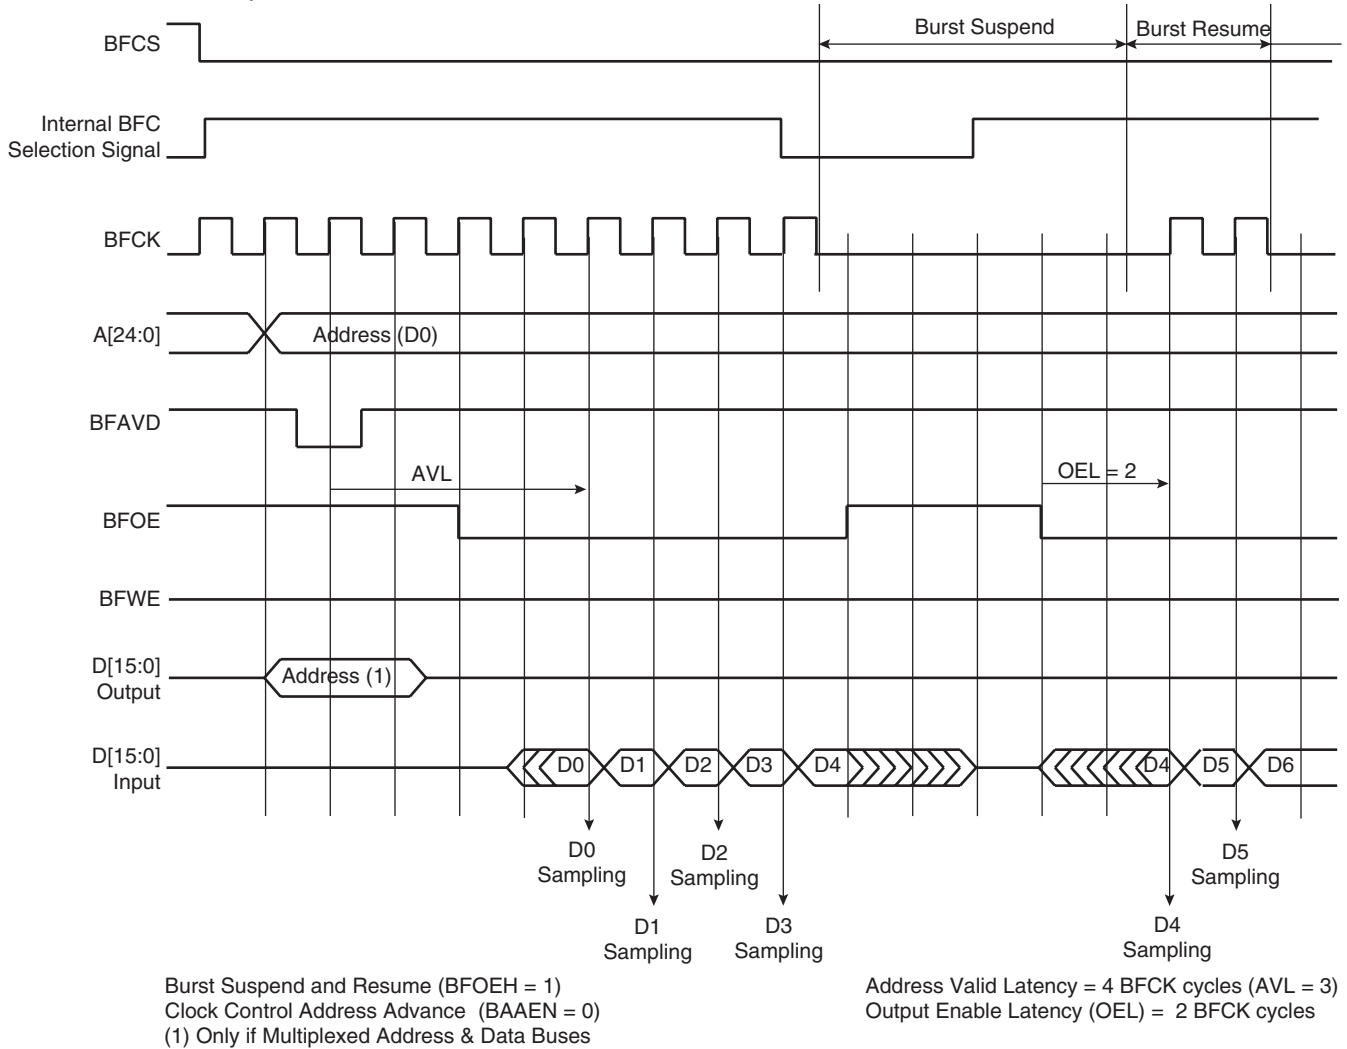 Burst Suspend
Burst Resume
BFCS
Internal BFC
Selection Signal
BFCK
A[24:0]
Address (D0)
BFAVD
AVL
OEL = 2
BFOE
BFWE
D[15:0]
Output
Address (1)
D[15:0]
Input
D0
D1
D2
D3
D4
D4
D5
D6
D0
Sampling
D2
Sampling
D5
Sampling
D1
Sampling
D3
Sampling
D4
Sampling
Burst Suspend and Resume (BFOEH = 1)
Clock Control Address Advance (BAAEN = 0)
(1) Only if Multiplexed Address & Data Buses
Address Valid Latency = 4 BFCK cycles (AVL = 3)
Output Enable Latency (OEL) = 2 BFCK cycles